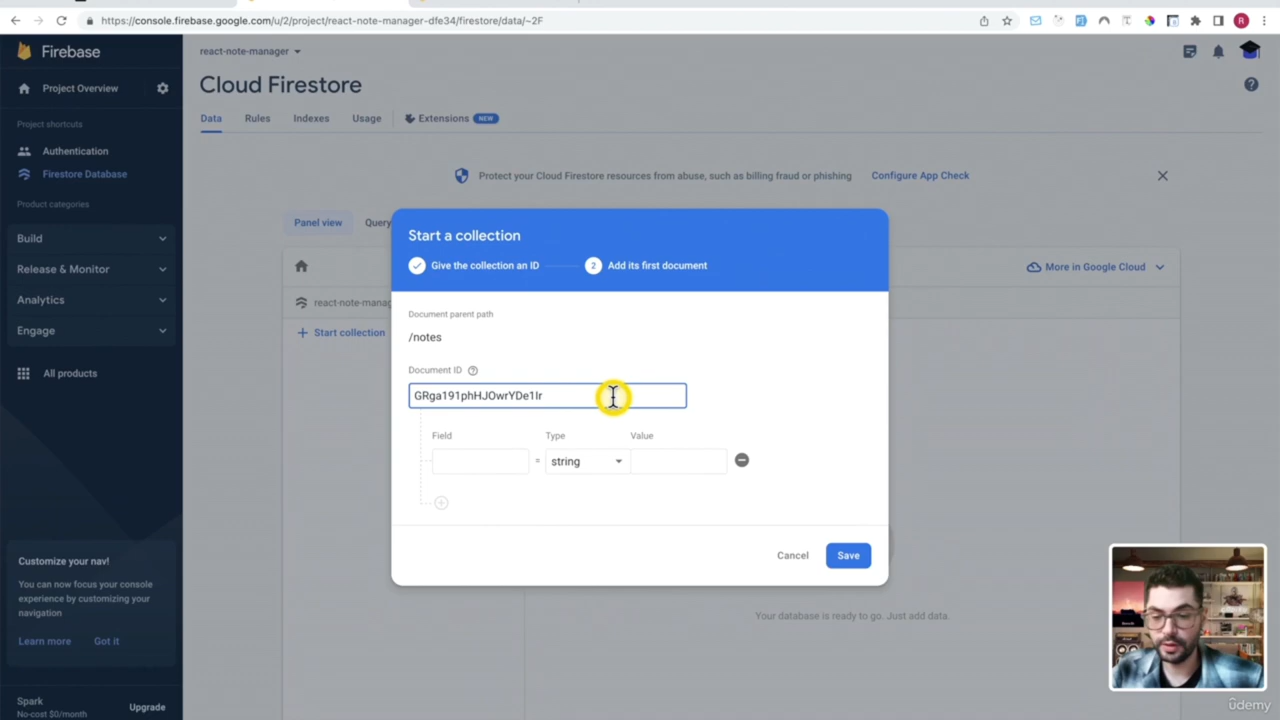 https://console.firebase.google.com/u/2/project/react-note-manager-dfe34/firestore/data/~2F
Firebase
react-note-manager
Cloud Firestore
Project Overview
Data
Rules
Indexes
Usage
Extensions
NEW
Project shortcuts
Authentication
Firestore Database
Product categories
Build
Release & Monitor
Analytics
Engage
All products
Protect your Cloud Firestore resources from abuse, such as billing fraud or phishing
Configure App Check
Panel view
Query
More in Google Cloud
react-note-manag
Start collection
Start a collection
Give the collection an ID
2
Add its first document
Document parent path
/notes
Document ID
GRga191phHJOwrYDe1Ir
Field
Type
Value
=
string
Cancel
Save
Your database is ready to go. Just add data.
Customize your nav!
You can now focus your console
experience by customizing your
navigation
Learn more
Got it
Spark
No-cost $0/month
Upgrade
R
udemy